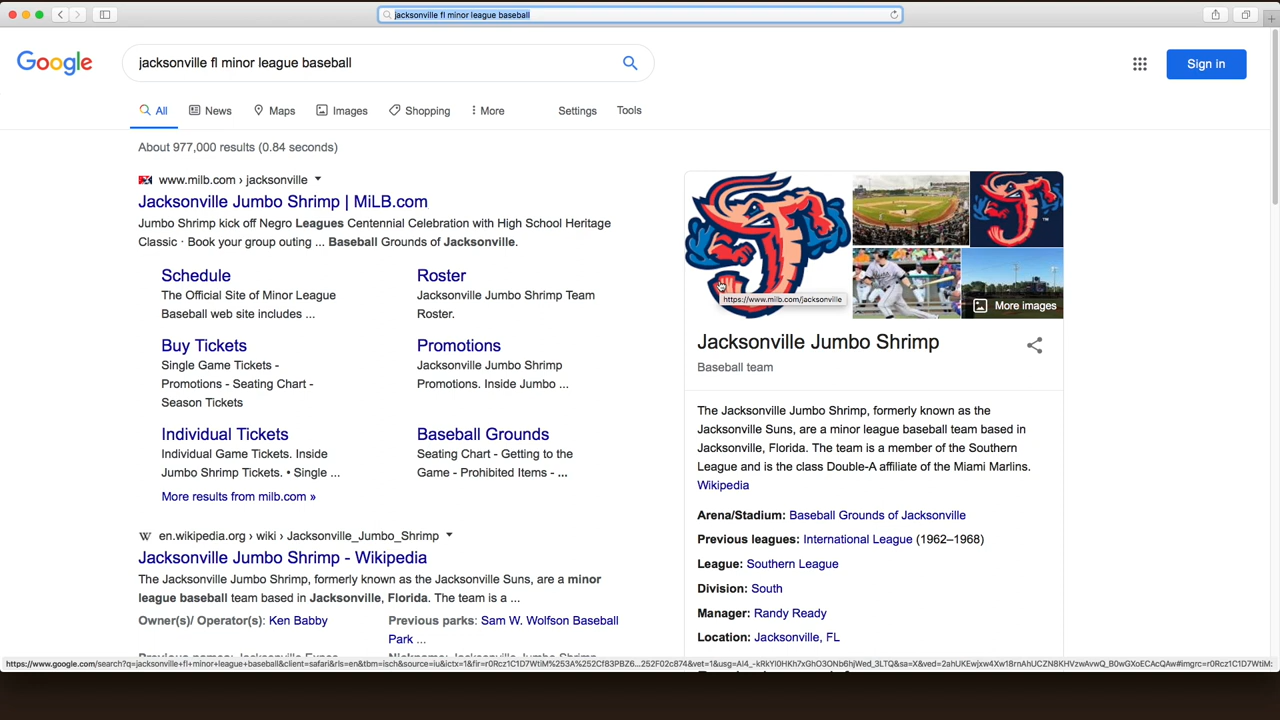 jacksonville fl minor league baseball
Google
jacksonville fl minor league baseball
Sign in
All News Maps Images Shopping More Settings Tools
About 977,000 results (0.84 seconds)
www.milb.com › jacksonville
Jacksonville Jumbo Shrimp | MiLB.com
Jumbo Shrimp kick off Negro Leagues Centennial Celebration with High School Heritage
Classic · Book your group outing ... Baseball Grounds of Jacksonville.
Schedule
The Official Site of Minor League
Baseball web site includes ...
Roster
Jacksonville Jumbo Shrimp Team
Roster.
Buy Tickets
Single Game Tickets -
Promotions - Seating Chart -
Season Tickets
Promotions
Jacksonville Jumbo Shrimp
Promotions. Inside Jumbo ...
Individual Tickets
Individual Game Tickets. Inside
Jumbo Shrimp Tickets. • Single ...
Baseball Grounds
Seating Chart - Getting to the
Game - Prohibited Items - ...
More results from milb.com »
en.wikipedia.org › wiki › Jacksonville_Jumbo_Shrimp
Jacksonville Jumbo Shrimp - Wikipedia
The Jacksonville Jumbo Shrimp, formerly known as the Jacksonville Suns, are a minor
league baseball team based in Jacksonville, Florida. The team is a ...
Owner(s)/ Operator(s): Ken Babby
Previous parks: Sam W. Wolfson Baseball
Park ...
https://www.milb.com/jacksonville
More images
Jacksonville Jumbo Shrimp
Baseball team
The Jacksonville Jumbo Shrimp, formerly known as the
Jacksonville Suns, are a minor league baseball team based in
Jacksonville, Florida. The team is a member of the Southern
League and is the class Double-A affiliate of the Miami Marlins.
Wikipedia
Arena/Stadium: Baseball Grounds of Jacksonville
Previous leagues: International League (1962–1968)
League: Southern League
Division: South
Manager: Randy Ready
Location: Jacksonville, FL